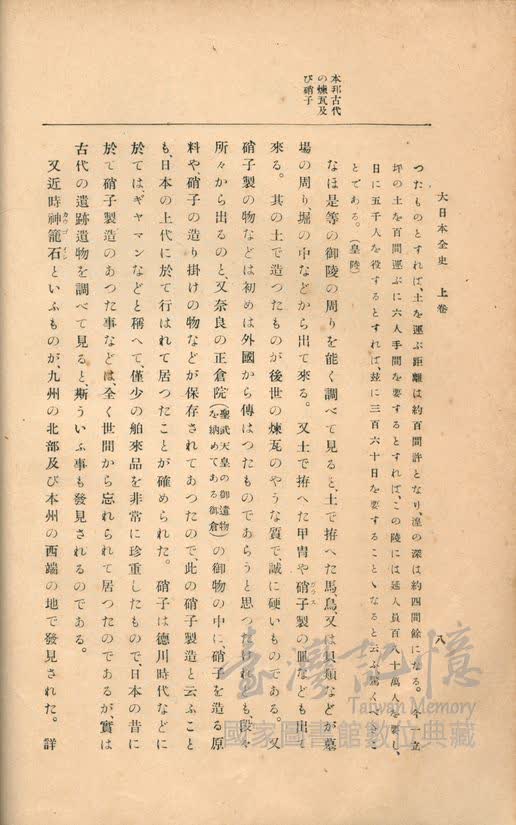 大日本全史 上卷
八
本邦古代
の煉瓦及
び硝子
つたものとすれば、土を運ぶ距離は約百間許となり、湟の深は約四間餘になる。今一立
坪の土を百間運ぶに六人手間を要するとすれば、この陵には延人員百八十萬人を要し、
日に五千人を役するとすれば、玆に三百六十日を要することゝなると云ふ驚くべきこ
とである。(皇陵)
なほ是等の御陵の周りを能く調べて見ると、土で拵へた馬、鳥、又は貝類などが墓
場の周り、堀の中などから出て來る。又土で拵へた甲冑や硝子製の皿なども出て
來る。其の土で造つたものが後世の煉瓦のやうな質で、誠に硬いものである。又
硝子製の物などは初めは外國から傳はつたものであらうと思つたけれども、段々
所々から出るのと、又奈良の正倉院(聖武天皇の御遺物を納めてある御倉)の御物の中に、硝子を造る原
料や硝子の造り掛けの物などが保存されてあつたので、此の硝子製造と云ふこと
も、日本の上代に於て行はれて居つたことが確められた。硝子は德川時代などに
於ては、ギヤマンなどと稱へて、僅少の舶來品を非常に珍重したもので、日本の昔に
於て硝子製造のあつた事などは、全く世間から忘れられて居つたのであるが、實は
古代の遺跡遺物を調べて見ると、斯ういふ事も發見されるのである。
又近時神籠石といふものが、九州の北部及び本州の西端の地で發見された。詳
臺灣記憶
Taiwan Memory
國家圖書館數位典藏